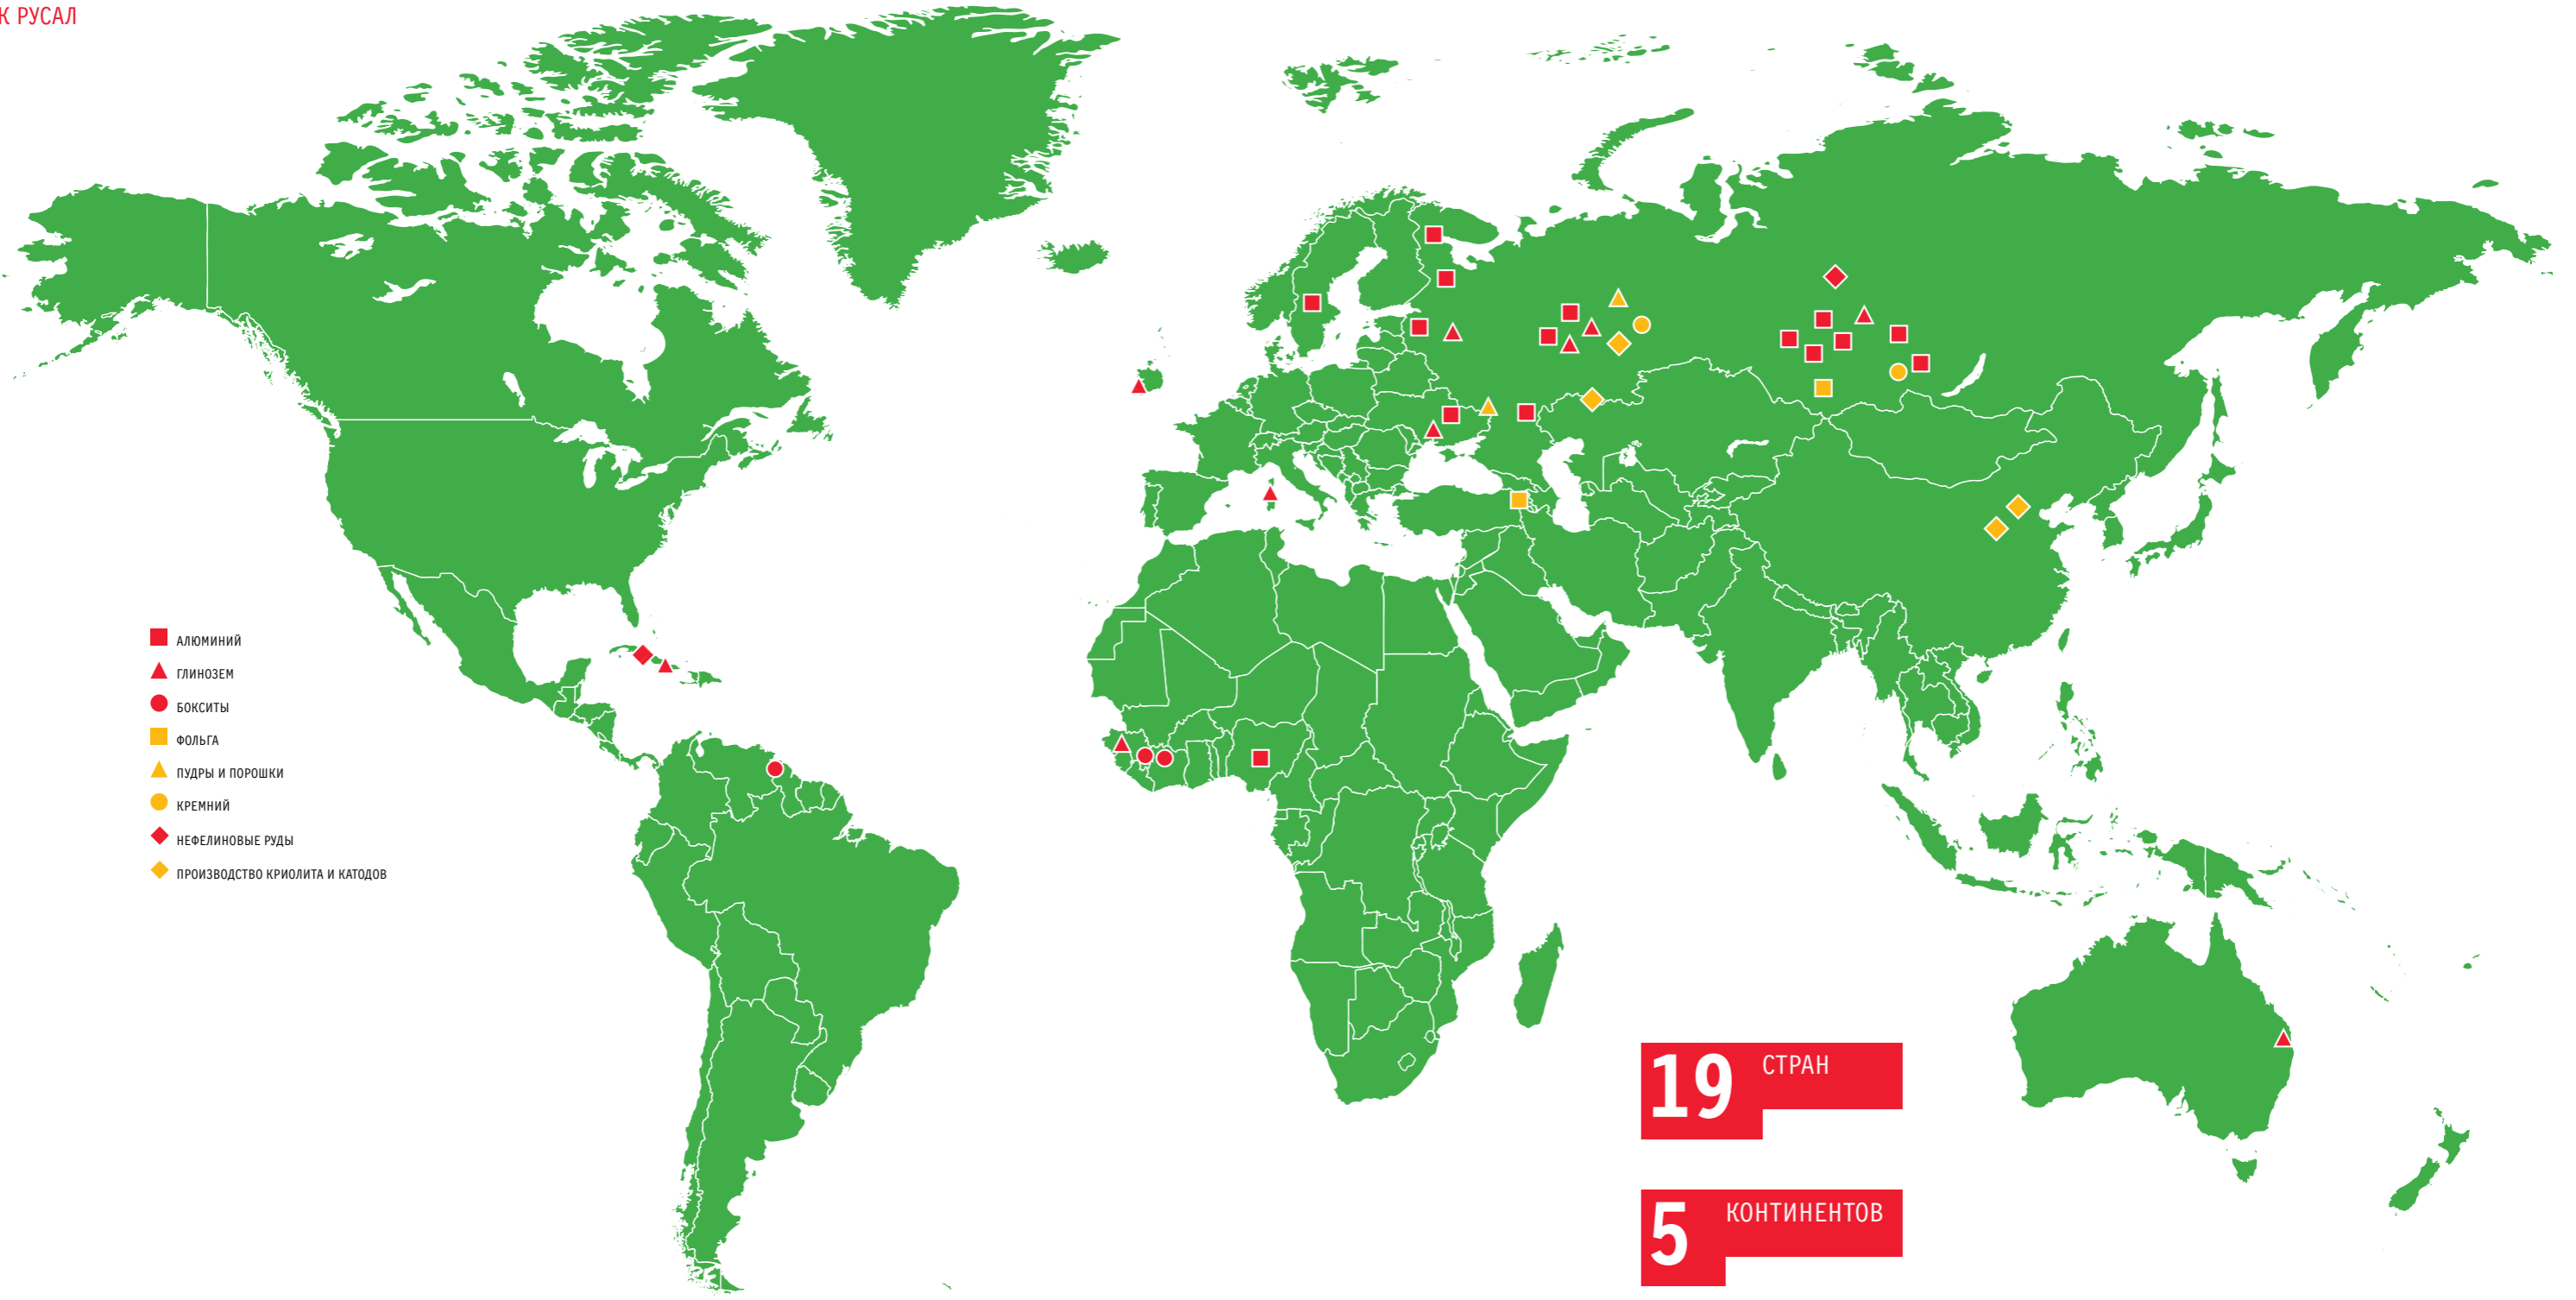 К РУСАЛ
АЛЮМИНИЙ
ГЛИНОЗЕМ
БОКСИТЫ
ФОЛЬГА
ПУДРЫ И ПОРОШКИ
КРЕМНИЙ
НЕФЕЛИНОВЫЕ РУДЫ
ПРОИЗВОДСТВО КРИОЛИТА И КАТОДОВ
19 СТРАН
5 КОНТИНЕНТОВ